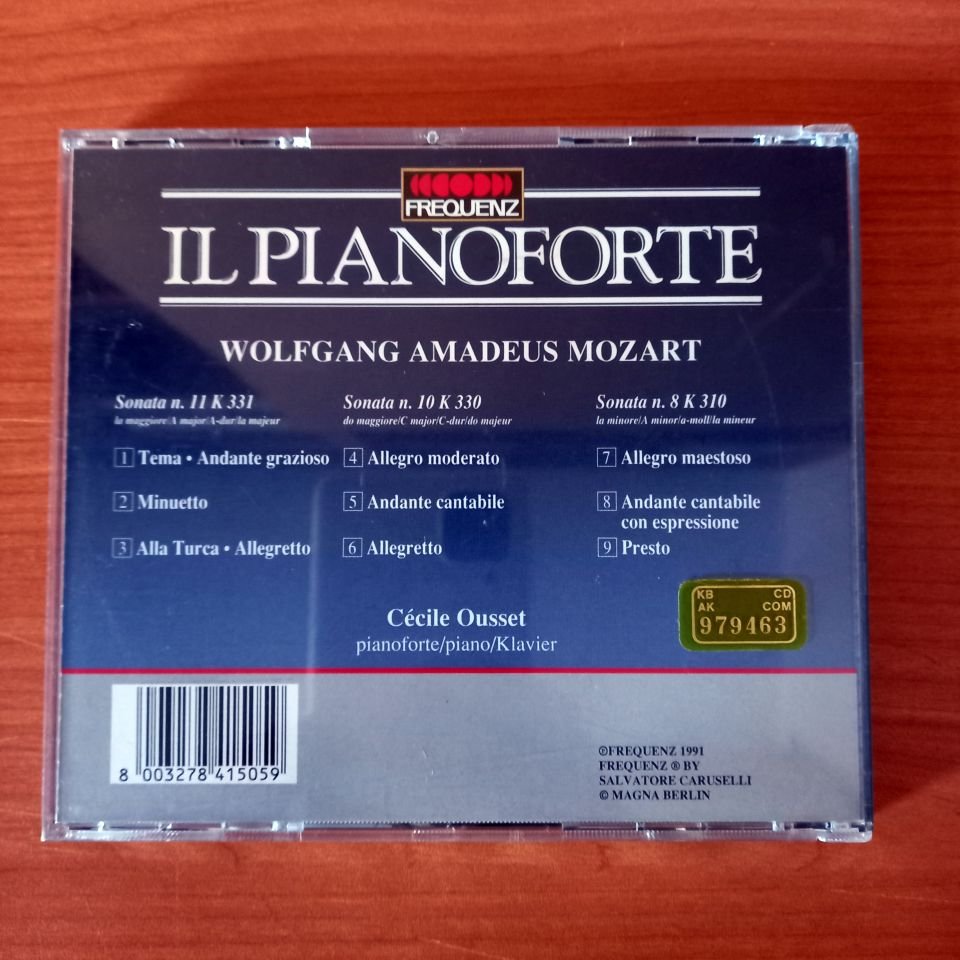 FREQUENZ
IL PIANOFORTE
WOLFGANG AMADEUS MOZART
Sonata n. 11 K 331
la maggiore/A major/A-dur/la majeur
1 Tema • Andante grazioso
2 Minuetto
3 Alla Turca • Allegretto
Sonata n. 10 K 330
do maggiore/C major/C-dur/do majeur
4 Allegro moderato
5 Andante cantabile
6 Allegretto
Sonata n. 8 K 310
la minore/A minor/a-moll/la mineur
7 Allegro maestoso
8 Andante cantabile
con espressione
9 Presto
Cécile Ousset
pianoforte/piano/Klavier
KB CD
AK COM
979463
8 003278 415059
℗FREQUENZ 1991
FREQUENZ ® BY
SALVATORE CARUSELLI
© MAGNA BERLIN